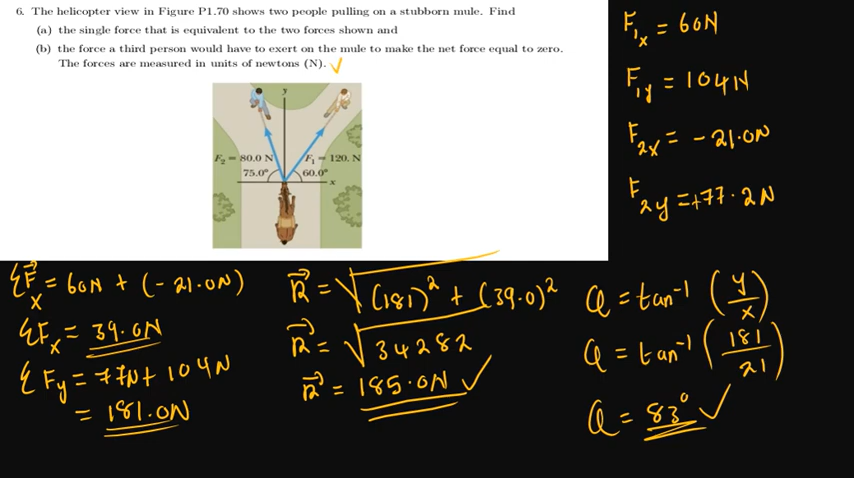 6. The helicopter view in Figure P1.70 shows two people pulling on a stubborn mule. Find
(a) the single force that is equivalent to the two forces shown and
(b) the force a third person would have to exert on the mule to make the net force equal to zero.
The forces are measured in units of newtons (N). ✓
y
F₂ = 80.0 N
F₁ = 120. N
75.0°
60.0°
x
F₁ₓ = 60N
F₁y = 104N
F₂ₓ = -21.0N
F₂y = +77.2N
ΣF⃗ₓ = 60N + (-21.0N)
ΣFₓ = 39.0N
ΣFy = 77N + 104N
= 181.0N
R⃗ = √(181)² + (39.0)²
R⃗ = √34282
R⃗ = 185.0N ✓
θ = tan⁻¹ (y/x)
θ = tan⁻¹ (181/21)
θ = 83° ✓